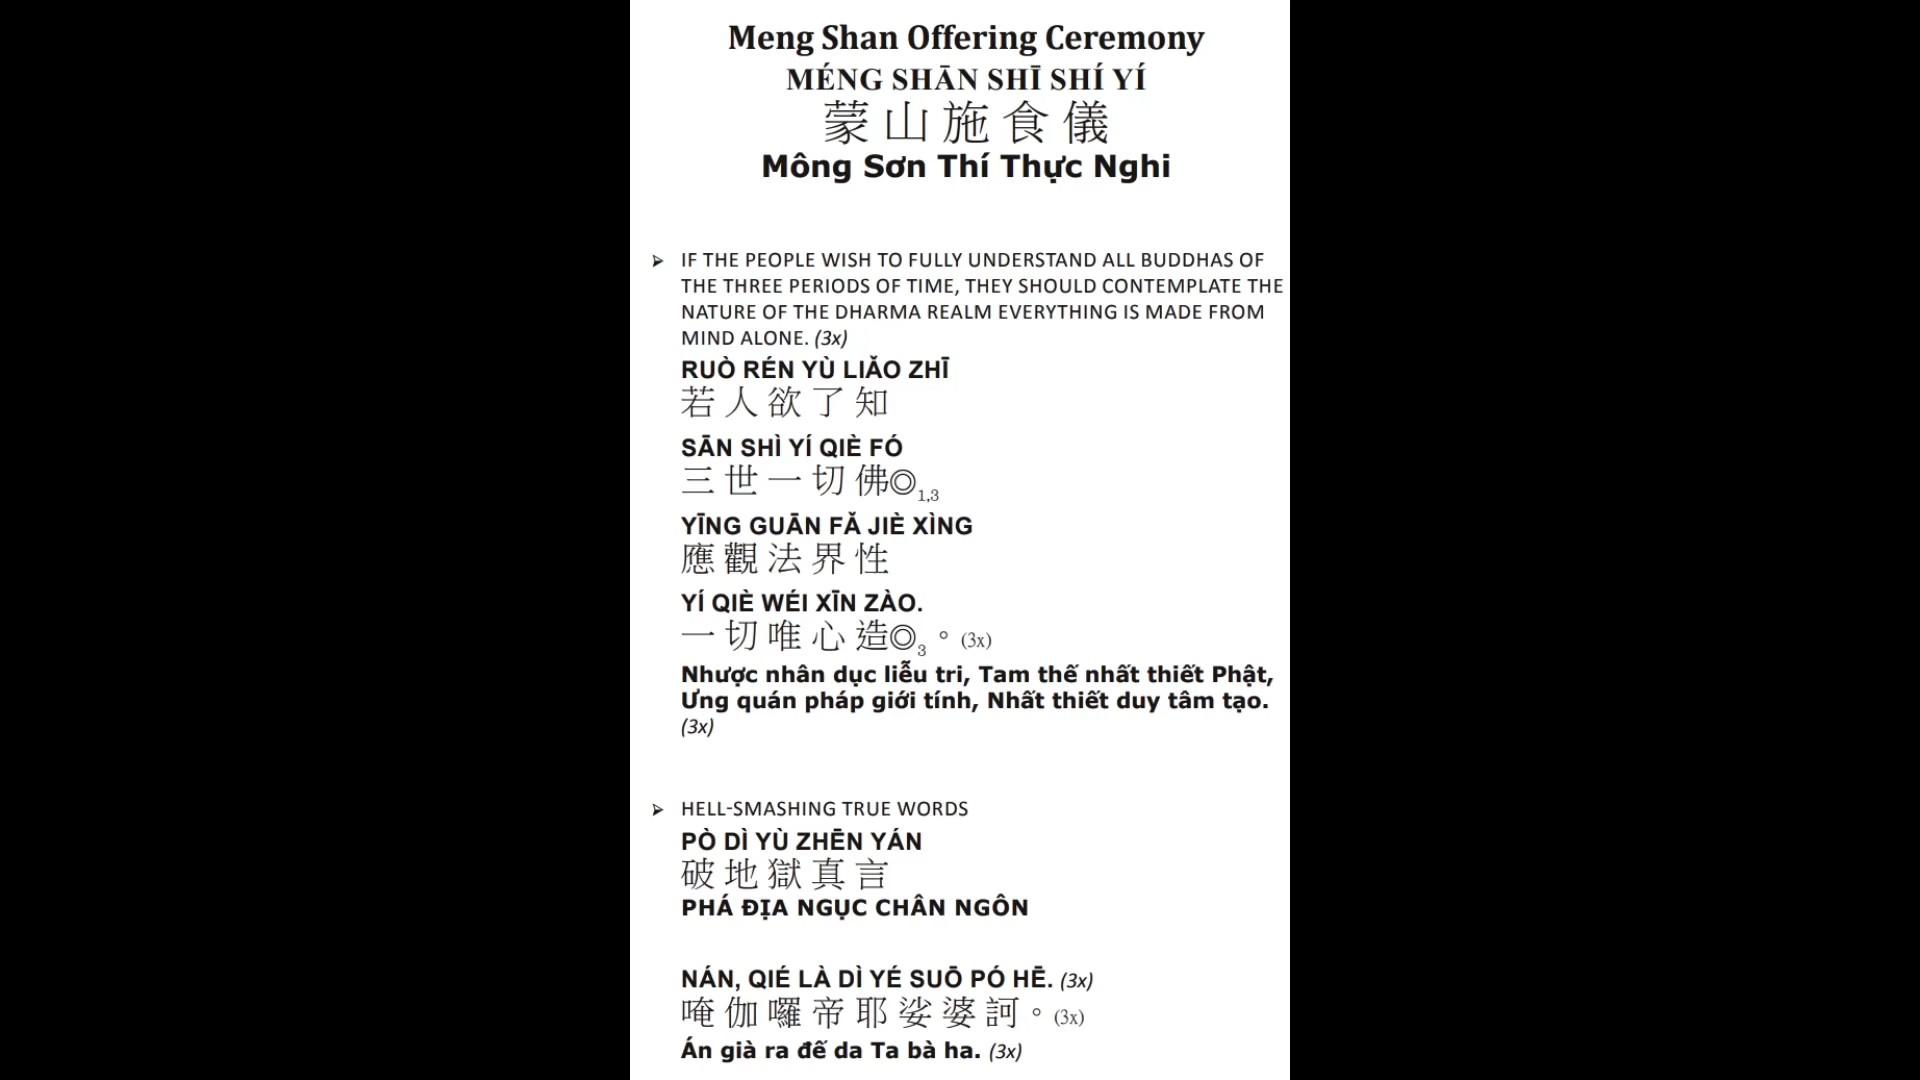 Meng Shan Offering Ceremony
MÉNG SHĀN SHĪ SHÍ YÍ
蒙山施食儀
Mông Sơn Thí Thực Nghi
➢ IF THE PEOPLE WISH TO FULLY UNDERSTAND ALL BUDDHAS OF
THE THREE PERIODS OF TIME, THEY SHOULD CONTEMPLATE THE
NATURE OF THE DHARMA REALM EVERYTHING IS MADE FROM
MIND ALONE. (3x)
RUÒ RÉN YÙ LIǍO ZHĪ
若人欲了知
SĀN SHÌ YÍ QIÈ FÓ
三世一切佛◎1,3
YĪNG GUĀN FǍ JIÈ XÌNG
應觀法界性
YÍ QIÈ WÉI XĪN ZÀO.
一切唯心造◎3。(3x)
Nhược nhân dục liễu tri, Tam thế nhất thiết Phật,
Ưng quán pháp giới tính, Nhất thiết duy tâm tạo.
(3x)
➢ HELL-SMASHING TRUE WORDS
PÒ DÌ YÙ ZHĒN YÁN
破地獄真言
PHÁ ĐỊA NGỤC CHÂN NGÔN
NÁN, QIÉ LÀ DÌ YÉ SUŌ PÓ HĒ. (3x)
唵伽囉帝耶娑婆訶。(3x)
Án già ra đế da Ta bà ha. (3x)